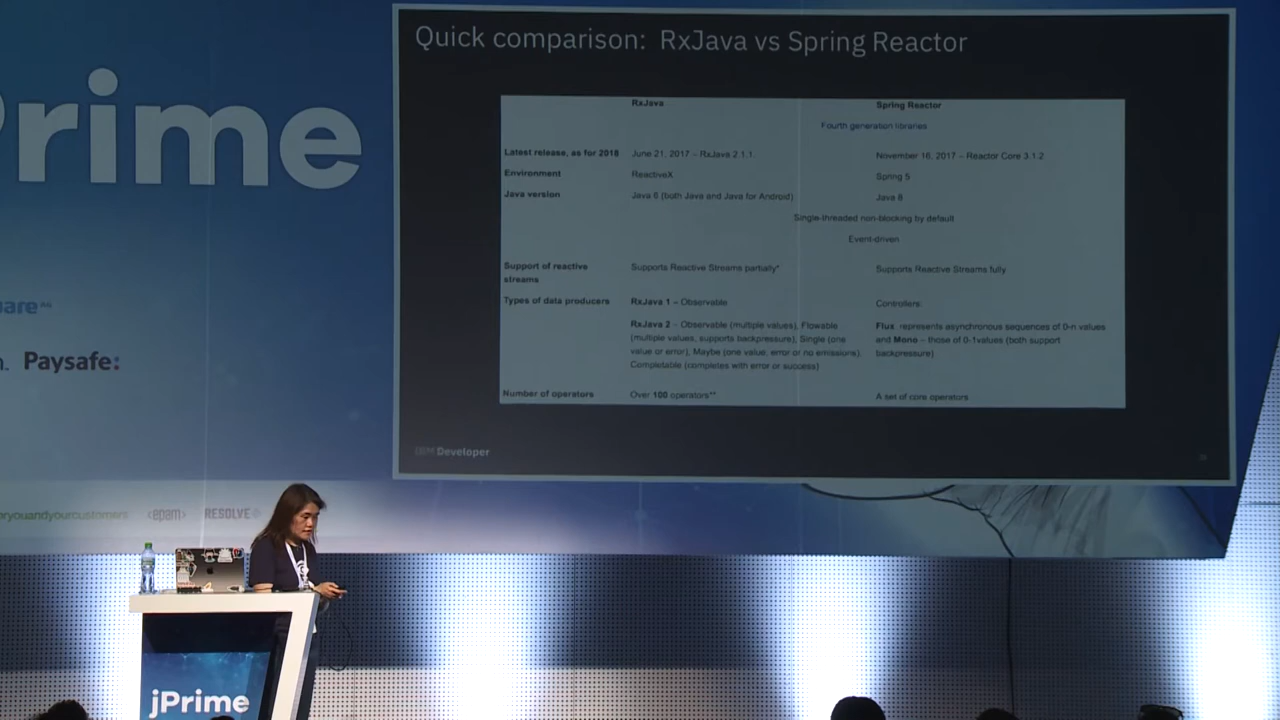 Quick comparison: RxJava vs Spring Reactor
RxJava
Spring Reactor
Fourth generation libraries
Latest release, as for 2018
June 21, 2017 – RxJava 2.1.1.
November 16, 2017 – Reactor Core 3.1.2
Environment
ReactiveX
Spring 5
Java version
Java 6 (both Java and Java for Android)
Java 8
Single-threaded non-blocking by default
Event-driven
Support of reactive
streams
Supports Reactive Streams partially*
Supports Reactive Streams fully
Types of data producers
RxJava 1 – Observable
Controllers:
RxJava 2 – Observable (multiple values), Flowable
(multiple values, supports backpressure), Single (one
value or error), Maybe (one value, error or no emissions),
Completable (completes with error or success)
Flux represents asynchronous sequences of 0-n values
and Mono – those of 0-1values (both support
backpressure)
Number of operators
Over 100 operators**
A set of core operators
IBM Developer
Prime
are AG
Paysafe:
ryouandyourcustomers
<epam>
RESOLVE
jPrime